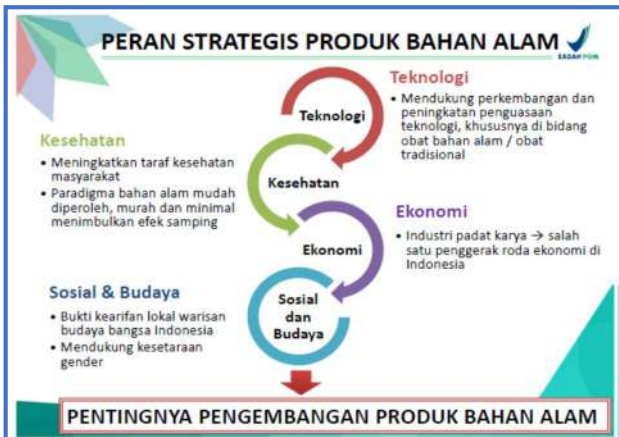 PERAN STRATEGIS PRODUK BAHAN ALAM
BADAN POM
Teknologi
• Mendukung perkembangan dan
peningkatan penguasaan
teknologi, khususnya di bidang
obat bahan alam / obat
tradisional
Teknologi
Kesehatan
• Meningkatkan taraf kesehatan
masyarakat
• Paradigma bahan alam mudah
diperoleh, murah dan minimal
menimbulkan efek samping
Kesehatan
Ekonomi
• Industri padat karya → salah
satu penggerak roda ekonomi di
Indonesia
Ekonomi
Sosial & Budaya
• Bukti kearifan lokal warisan
budaya bangsa Indonesia
• Mendukung kesetaraan
gender
Sosial
dan
Budaya
PENTINGNYA PENGEMBANGAN PRODUK BAHAN ALAM